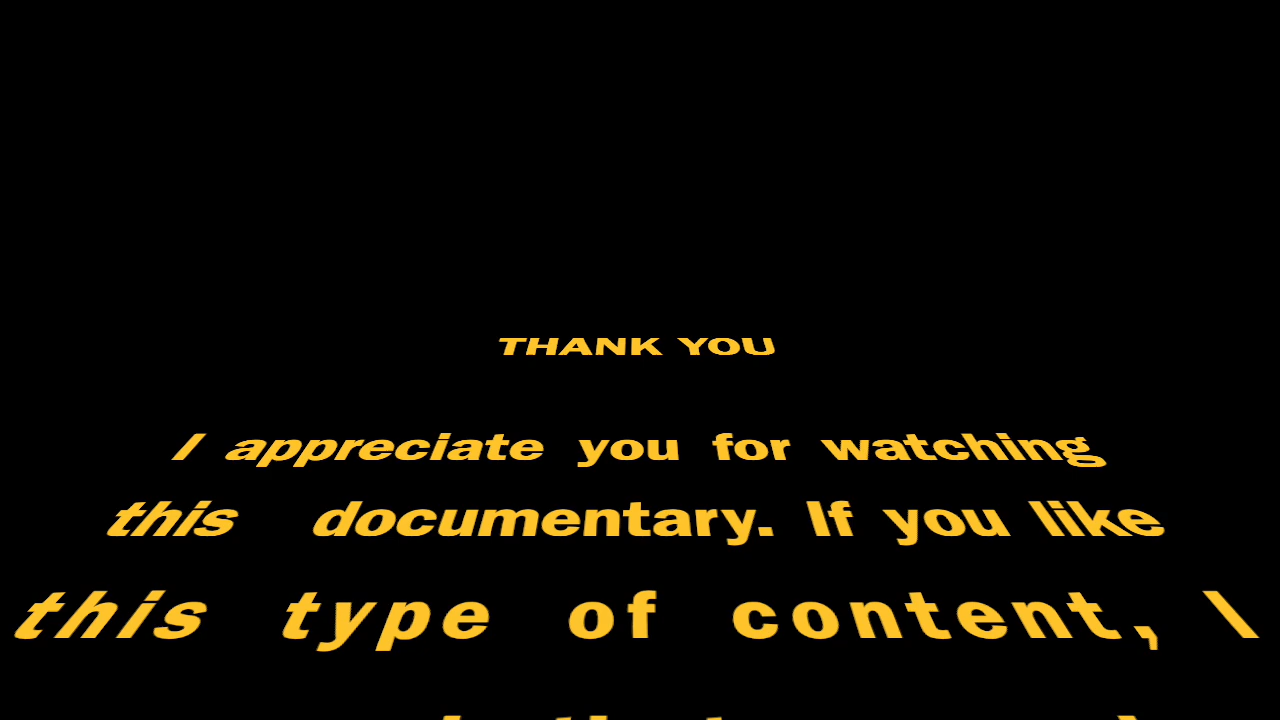 THANK YOU
I appreciate you for watching
this documentary. If you like
this type of content, I